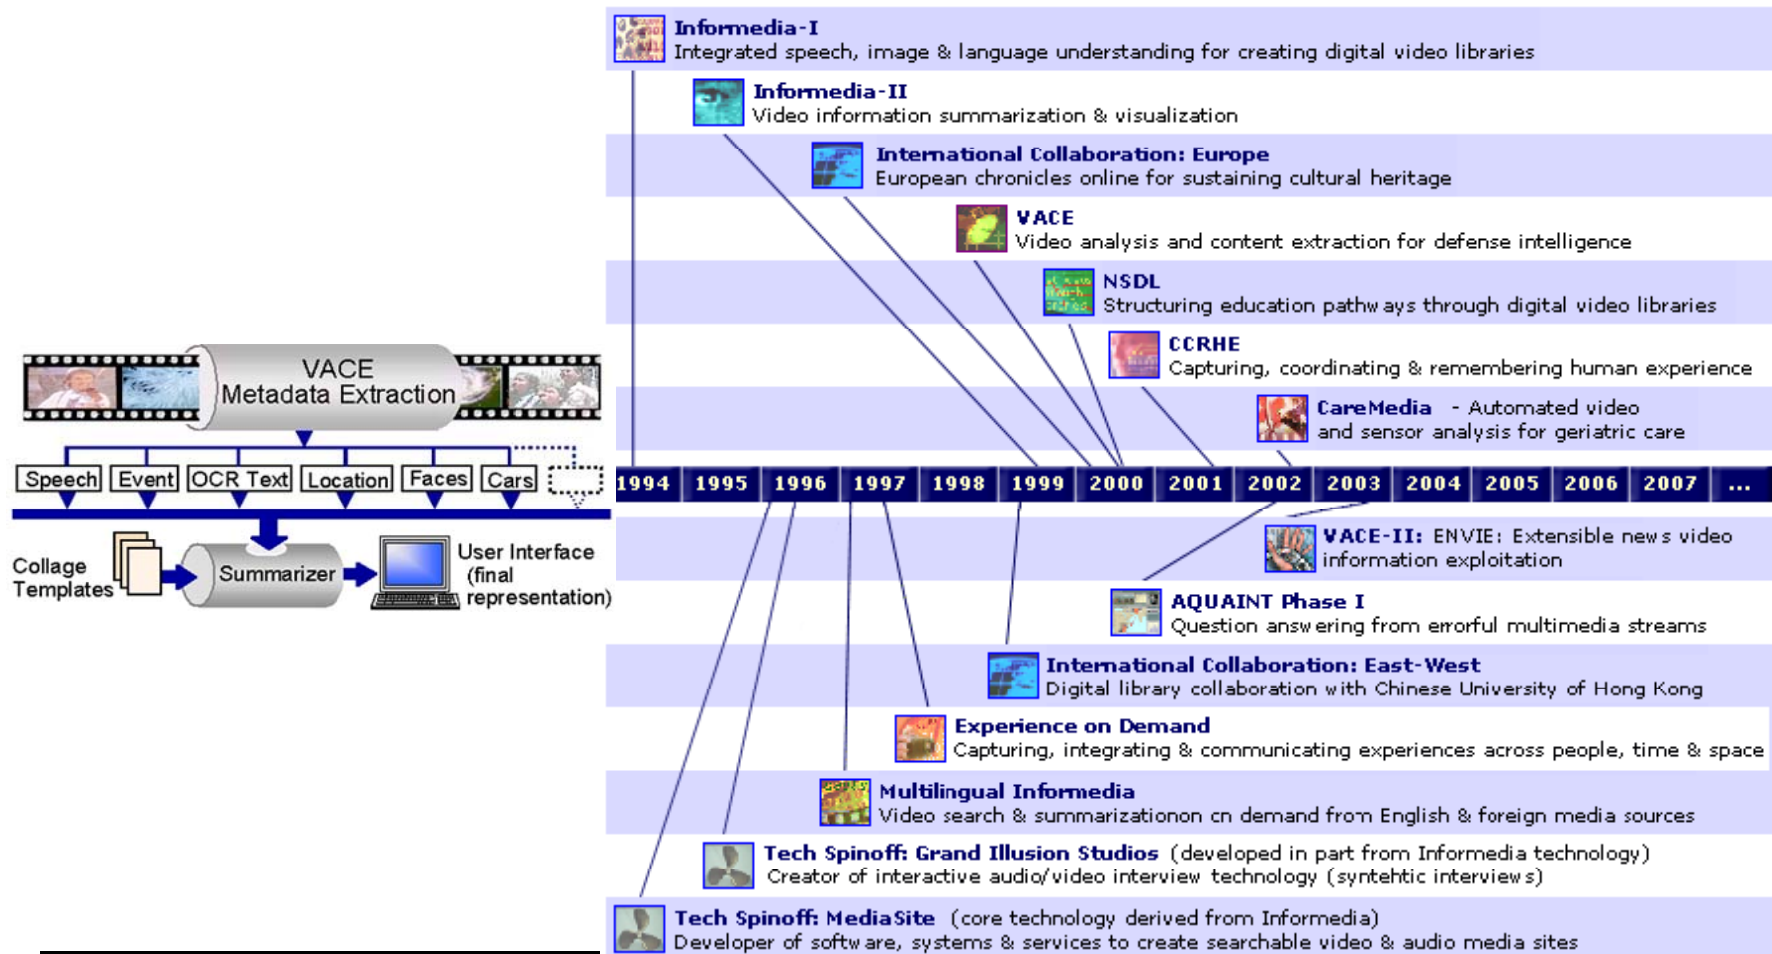 VACE
Metadata Extraction
Speech
Event
OCR Text
Location
Faces
Cars
Collage
Templates
Summarizer
User Interface
(final
representation)
Informedia-I
Integrated speech, image & language understanding for creating digital video libraries
Informedia-II
Video information summarization & visualization
International Collaboration: Europe
European chronicles online for sustaining cultural heritage
VACE
Video analysis and content extraction for defense intelligence
NSDL
Structuring education pathways through digital video libraries
CCRHE
Capturing, coordinating & remembering human experience
CareMedia - Automated video
and sensor analysis for geriatric care
1994 1995 1996 1997 1998 1999 2000 2001 2002 2003 2004 2005 2006 2007 ...
VACE-II: ENVIE: Extensible news video
information exploitation
AQUAINT Phase I
Question answering from errorful multimedia streams
International Collaboration: East-West
Digital library collaboration with Chinese University of Hong Kong
Experience on Demand
Capturing, integrating & communicating experiences across people, time & space
Multilingual Informedia
Video search & summarizationon cn demand from English & foreign media sources
Tech Spinoff: Grand Illusion Studios (developed in part from Informedia technology)
Creator of interactive audio/video interview technology (syntehtic interviews)
Tech Spinoff: MediaSite (core technology derived from Informedia)
Developer of software, systems & services to create searchable video & audio media sites